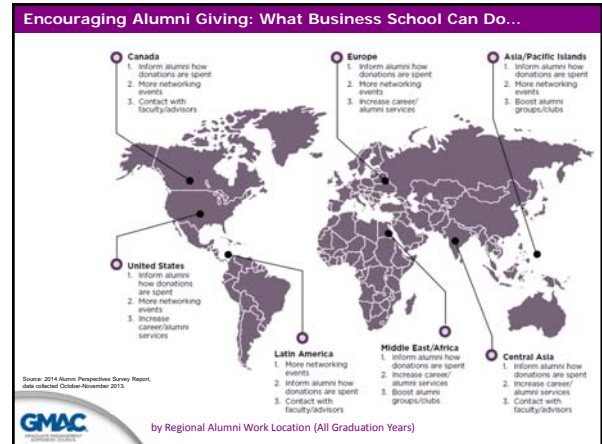 Encouraging Alumni Giving: What Business School Can Do…
Canada
1. Inform alumni how
donations are spent
2. More networking
events
3. Contact with
faculty/advisors
Europe
1. Inform alumni how
donations are spent
2. More networking
events
3. Increase career/
alumni services
Asia/Pacific Islands
1. Inform alumni how
donations are spent
2. More networking
events
3. Boost alumni
groups/clubs
United States
1. Inform alumni
how donations
are spent
2. More networking
events
3. Increase
career/alumni
services
Latin America
1. More networking
events
2. Inform alumni how
donations are spent
3. Contact with
faculty/advisors
Middle East/Africa
1. Inform alumni how
donations are spent
2. Increase career/
alumni services
3. Boost alumni
groups/clubs
Central Asia
1. Inform alumni how
donations are spent
2. Increase career/
alumni services
3. Contact with
faculty/advisors
Source: 2014 Alumni Perspectives Survey Report,
data collected October-November 2013.
GMAC
GRADUATE MANAGEMENT
ADMISSION COUNCIL
by Regional Alumni Work Location (All Graduation Years)